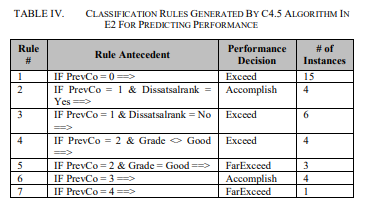 TABLE IV. CLASSIFICATION RULES GENERATED BY C4.5 ALGORITHM IN
E2 FOR PREDICTING PERFORMANCE
Rule # Rule Antecedent Performance Decision # of Instances
1 IF PrevCo = 0 ==> Exceed 15
2 IF PrevCo = 1 & Dissatsalrank = Yes ==> Accomplish 4
3 IF PrevCo = 1 & Dissatsalrank = No ==> Exceed 6
4 IF PrevCo = 2 & Grade <> Good ==> Exceed 4
5 IF PrevCo = 2 & Grade = Good ==> FarExceed 3
6 IF PrevCo = 3 ==> Accomplish 4
7 IF PrevCo = 4 ==> FarExceed 1